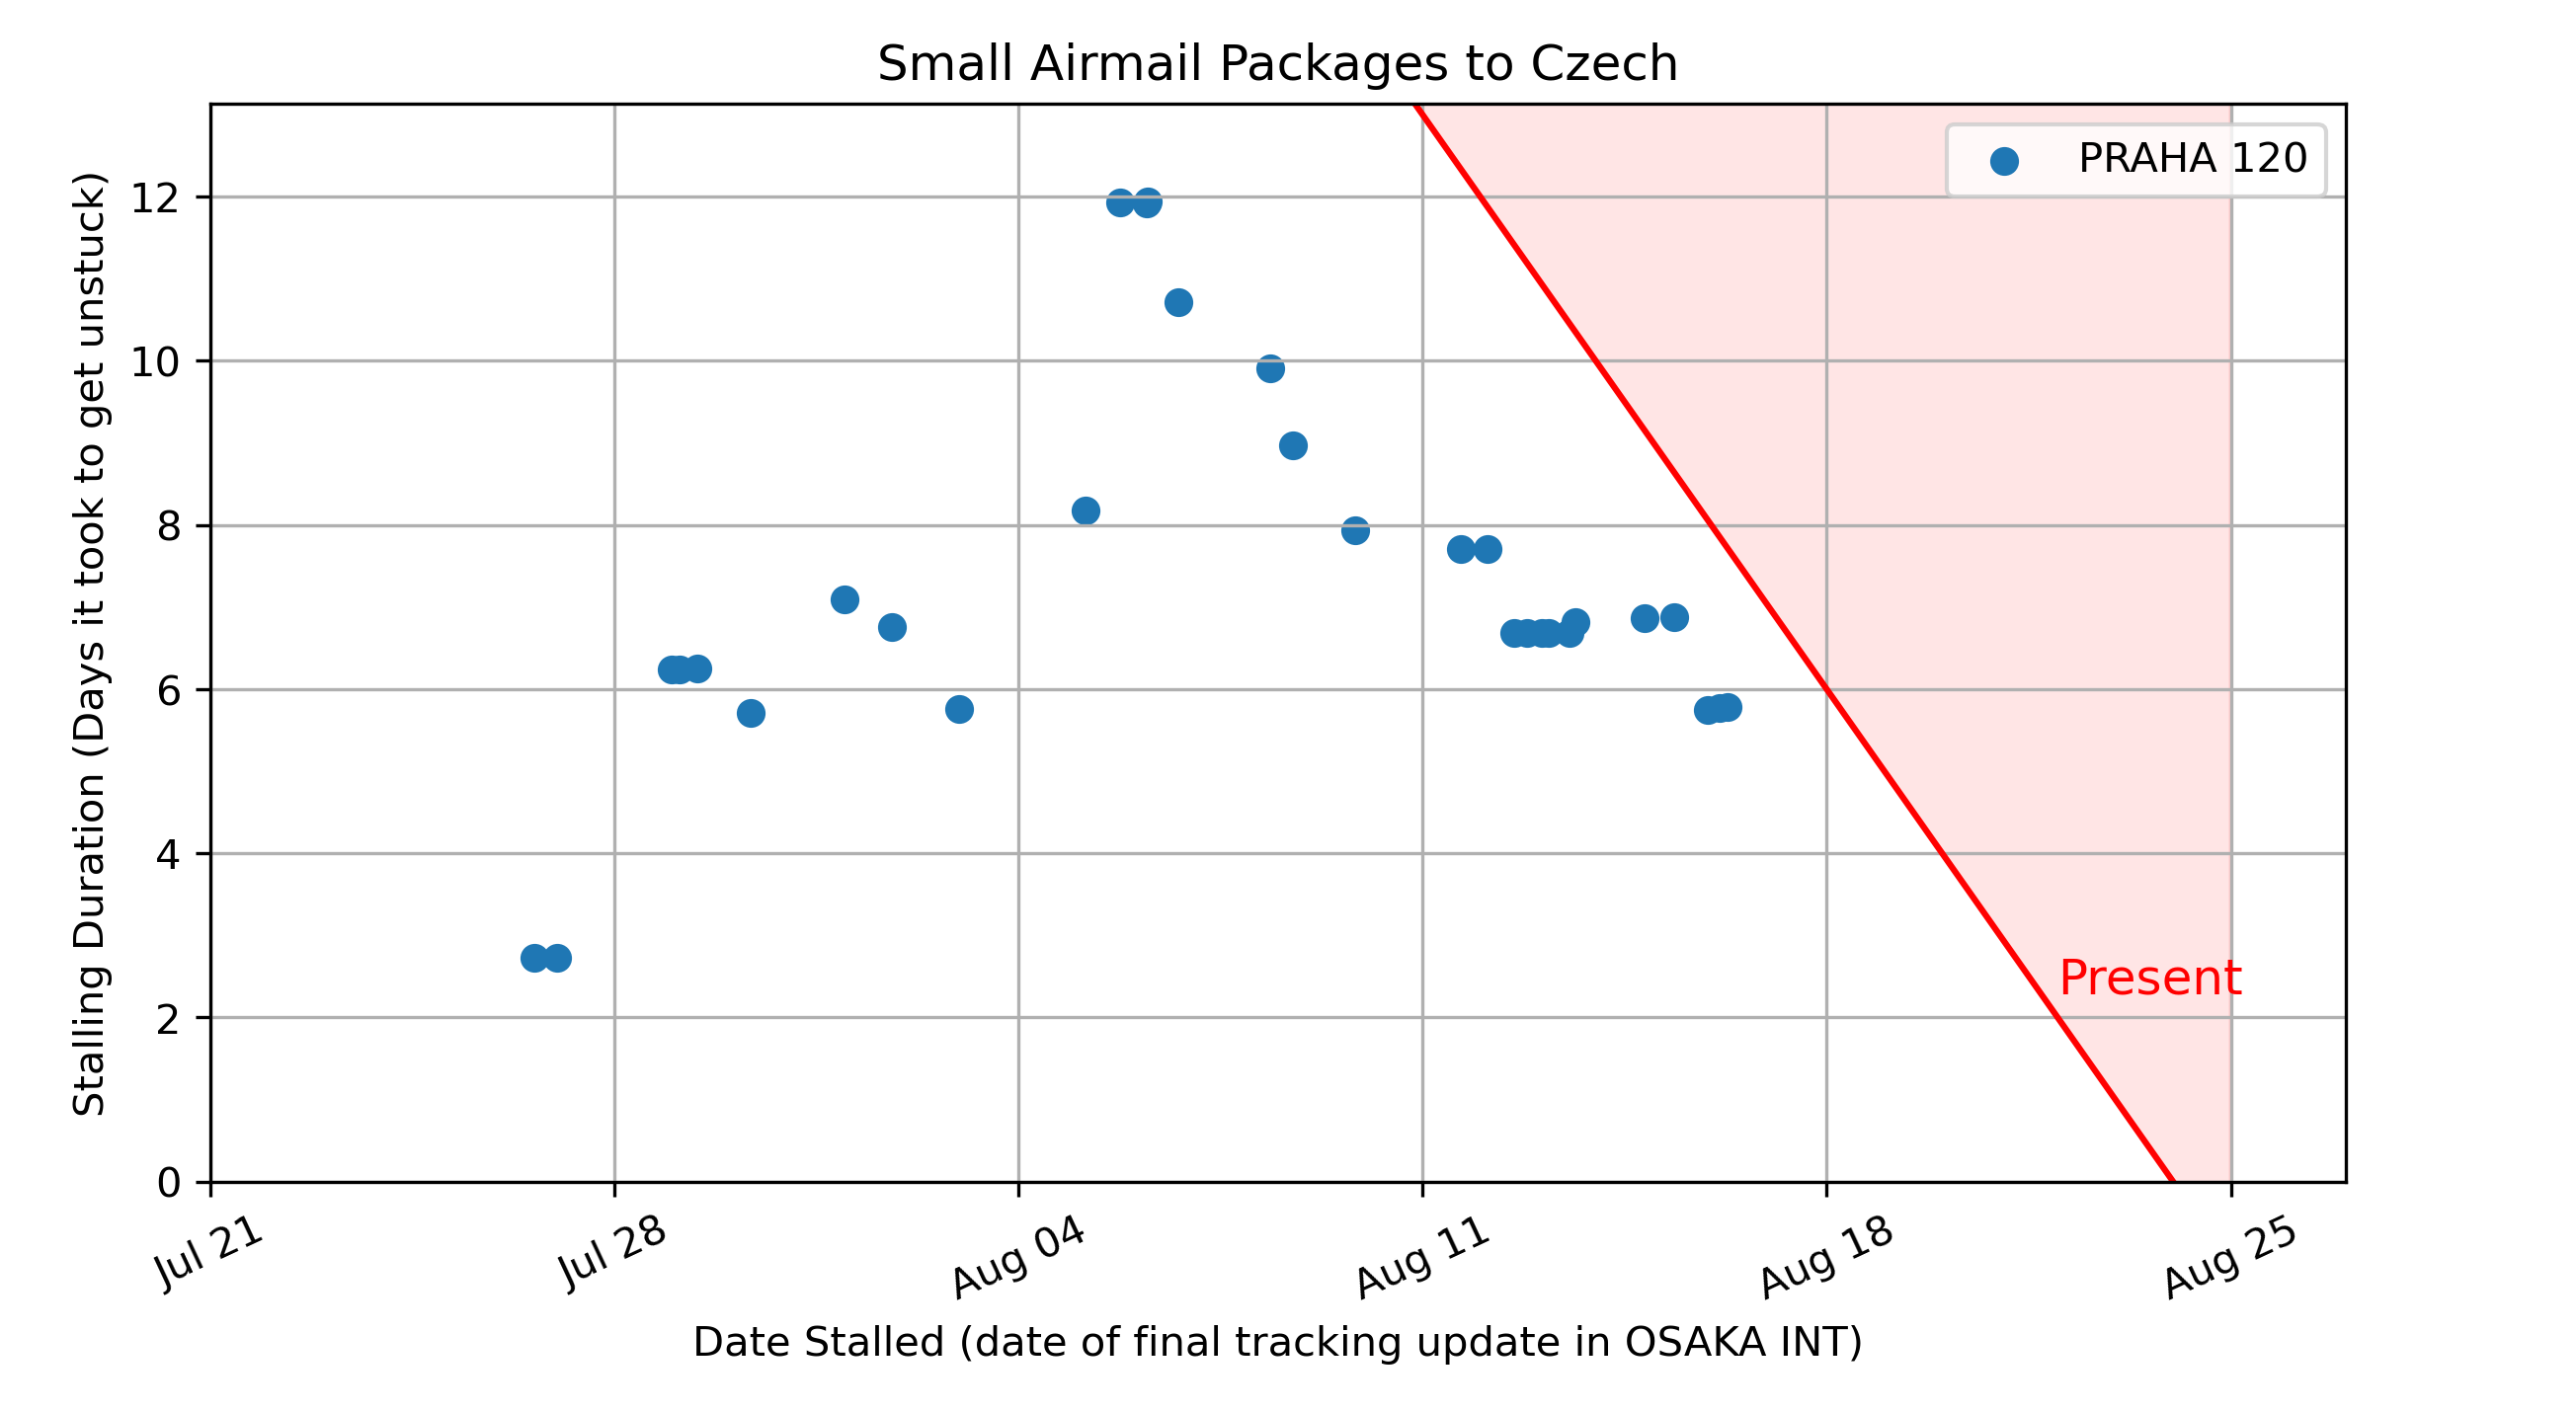 Small Airmail Packages to Czech
PRAHA 120
Stalling Duration (Days it took to get unstuck)
12
10
8
6
4
2
0
Present
Jul 21
Jul 28
Aug 04
Aug 11
Aug 18
Aug 25
Date Stalled (date of final tracking update in OSAKA INT)